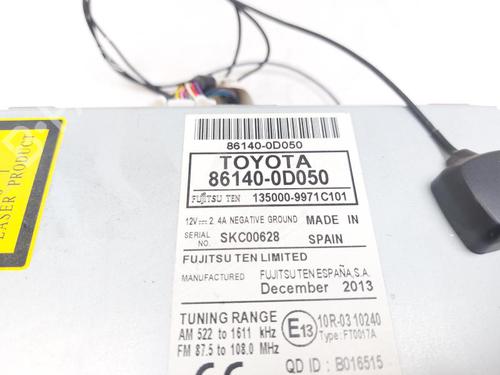 86140-0D050
TOYOTA
86140-0D050
FUJITSU TEN 135000-9971C101
12V⎓ 2.4A NEGATIVE GROUND MADE IN
SERIAL NO. SKC00628 SPAIN
FUJITSU TEN LIMITED
MANUFACTURED FUJITSU TEN ESPAÑA,S.A.
December 2013
TUNING RANGE
AM 522 to 1611 kHz
FM 87.5 to 108.0 MHz
E13 10R-03 10240
Type: FT0017A
QD ID : B016515
CE
LASER PRODUCT